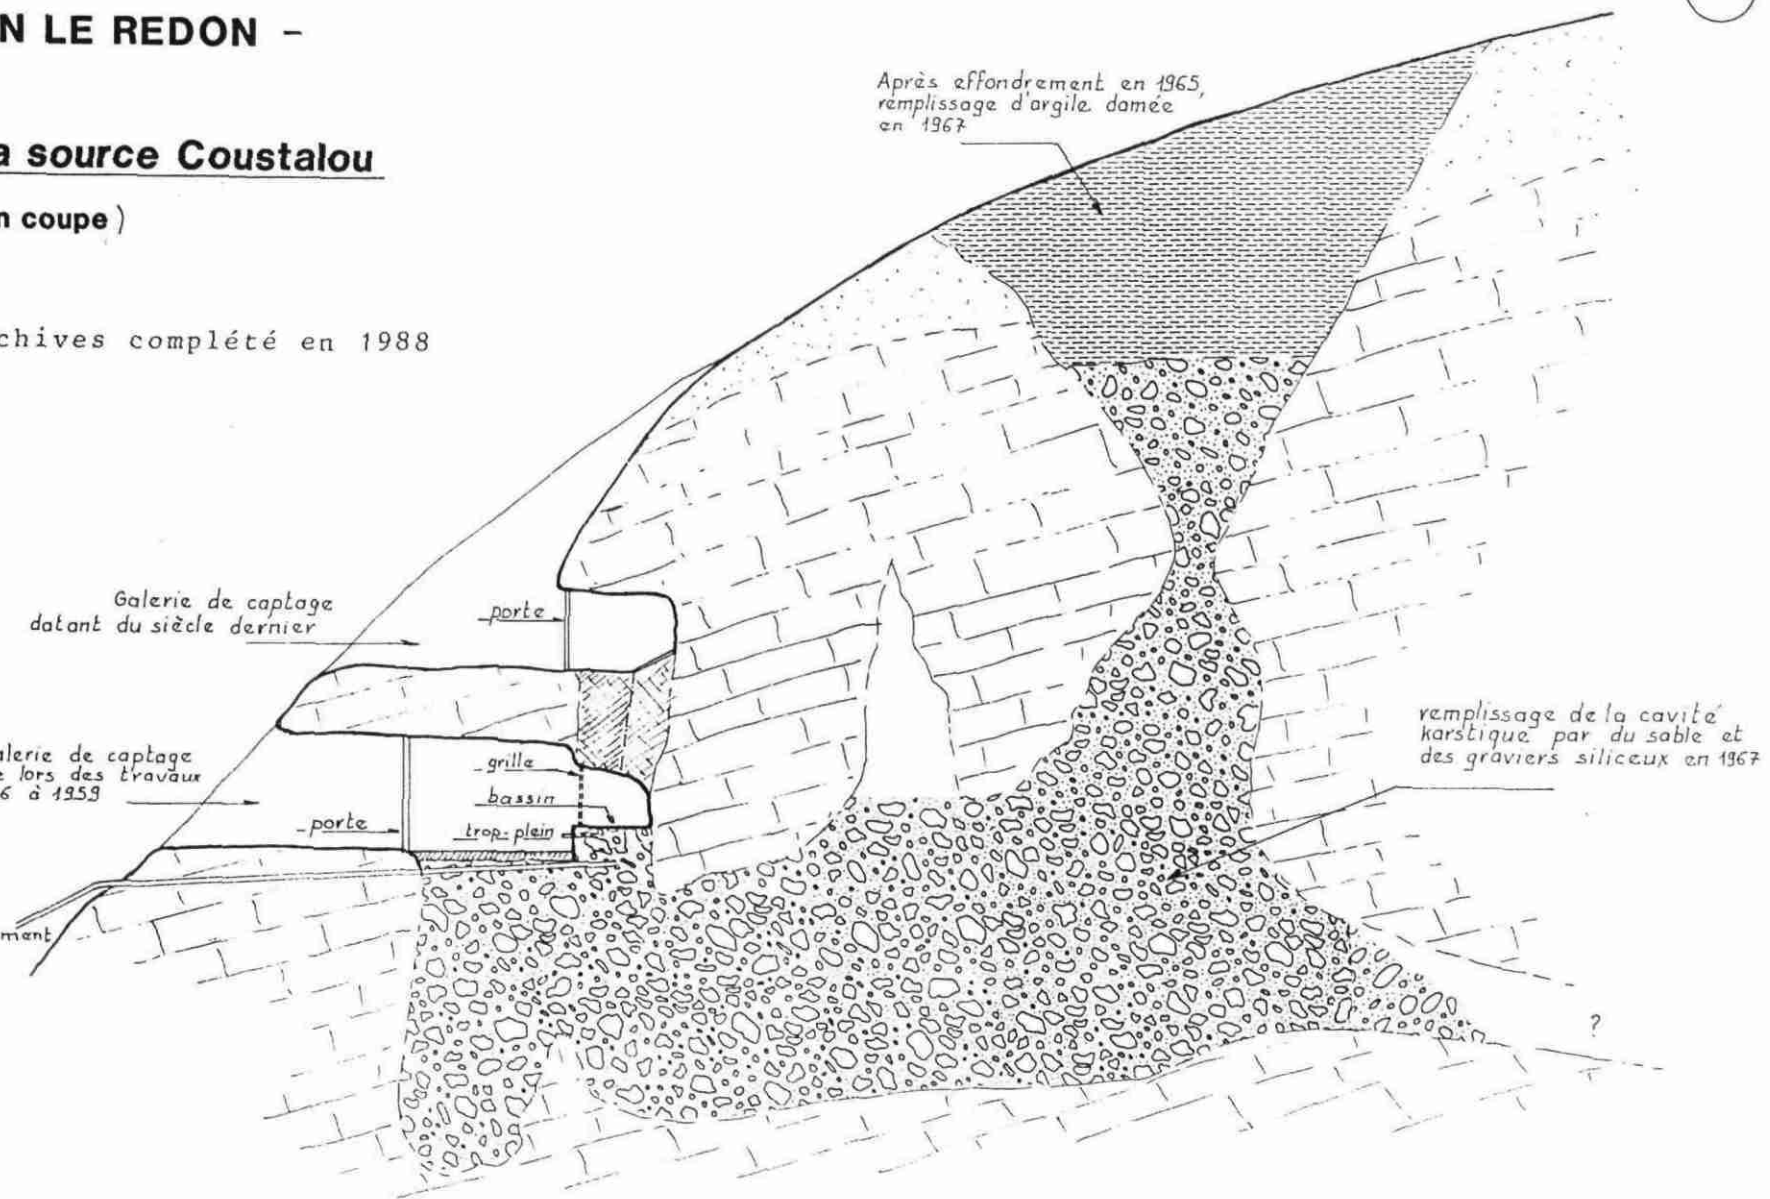 N LE REDON -
a source Coustalou
n coupe)
chives complété en 1988
Après effondrement en 1965,
remplissage d'argile damée
en 1967
Galerie de captage
datant du siècle dernier
porte
alerie de captage
e lors des travaux
6 à 1959
grille
bassin
trop-plein
porte
remplissage de la cavité
karstique par du sable et
des graviers siliceux en 1967
ment
?